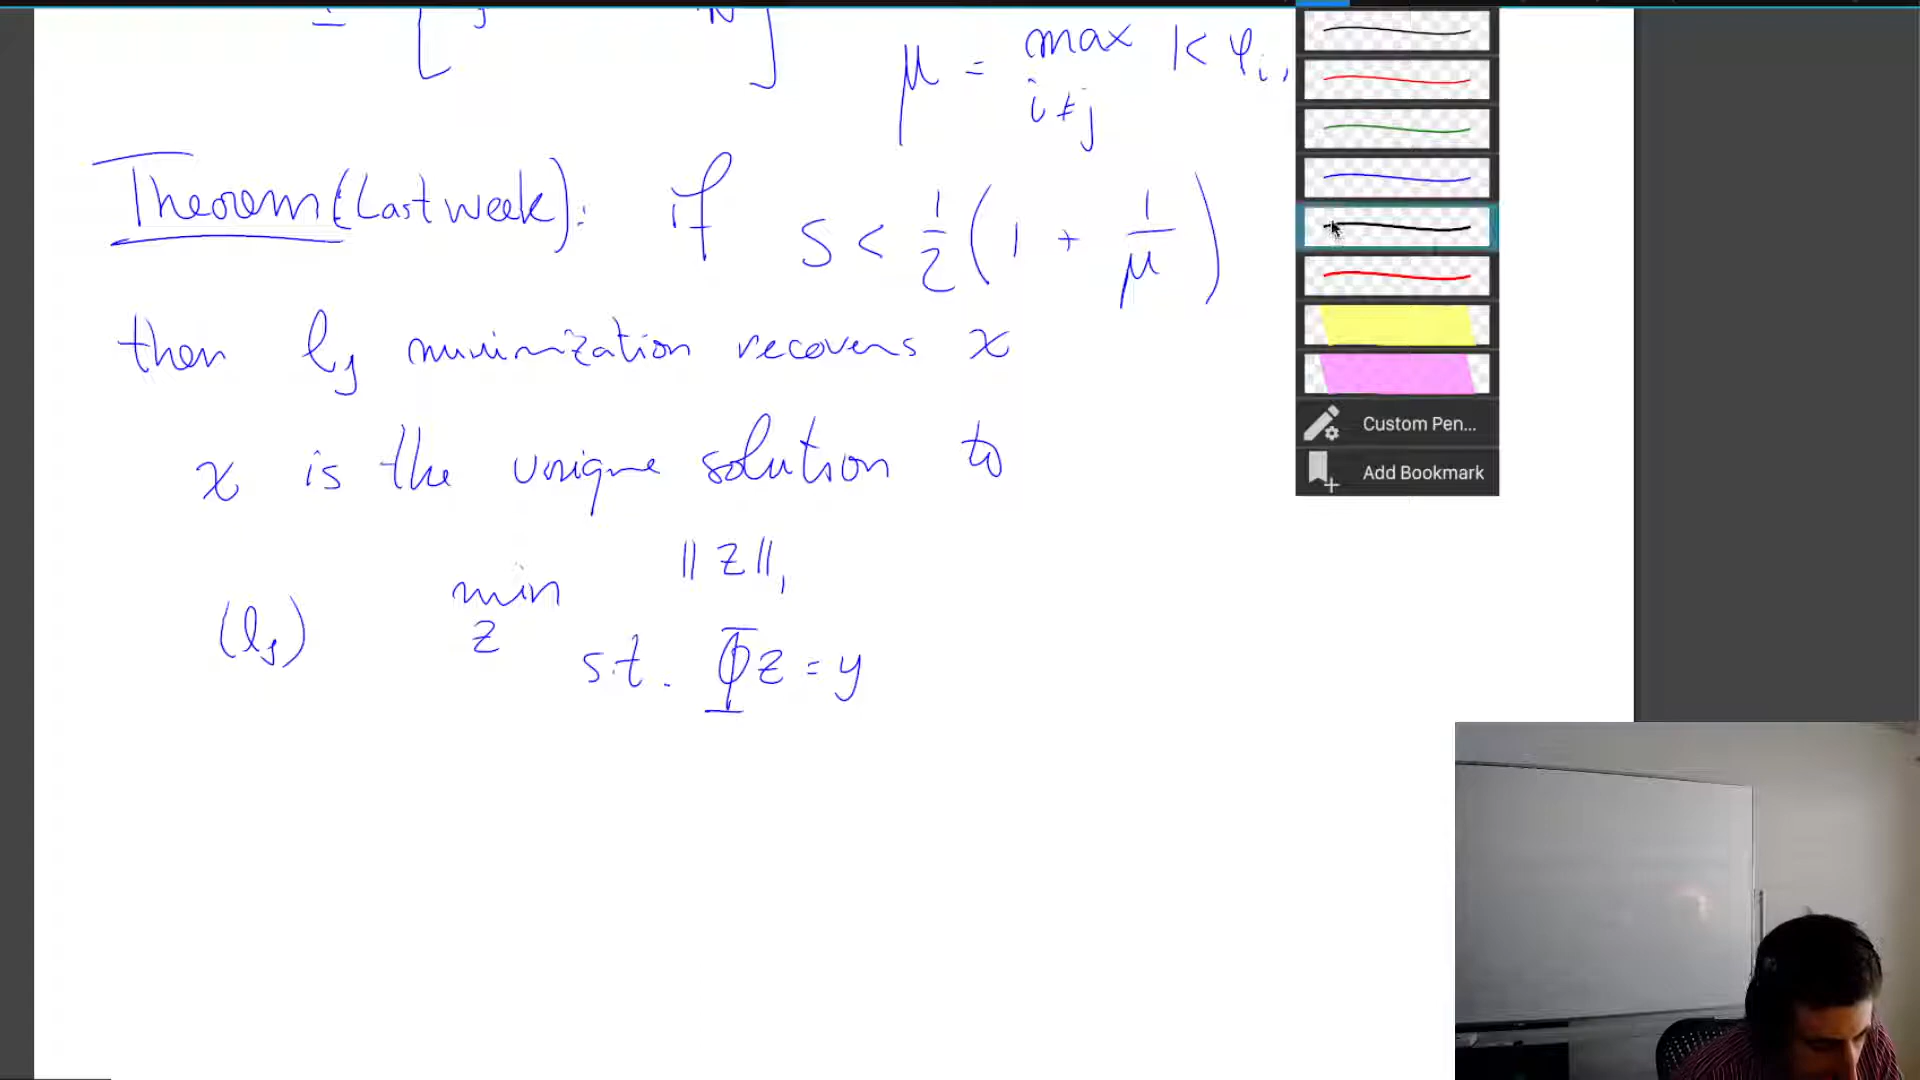 μ = max i≠j |< φi,
Theorem (Last week): if s < 1/2 (1 + 1/μ)
then l1 minimization recovers x
x is the unique solution to
(l1) min z ||z||1
s.t. Φz = y
Custom Pen...
Add Bookmark